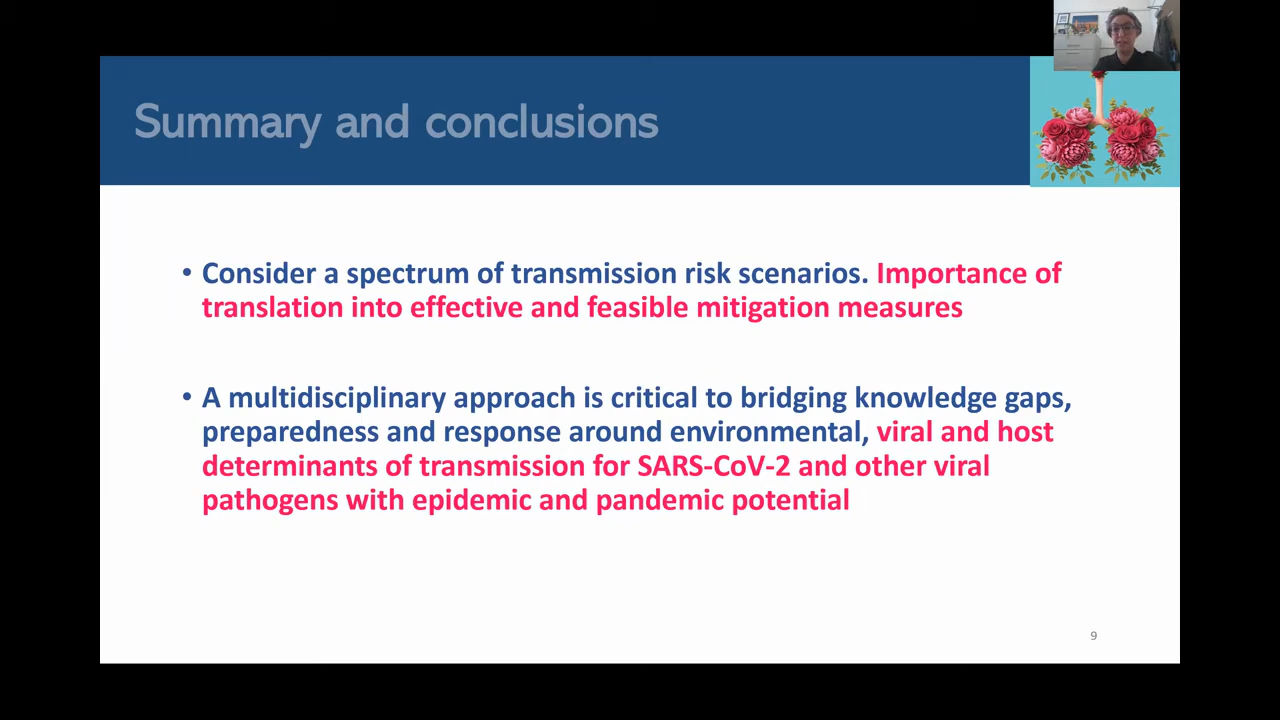 Summary and conclusions
• Consider a spectrum of transmission risk scenarios. Importance of
translation into effective and feasible mitigation measures
• A multidisciplinary approach is critical to bridging knowledge gaps,
preparedness and response around environmental, viral and host
determinants of transmission for SARS-CoV-2 and other viral
pathogens with epidemic and pandemic potential
9